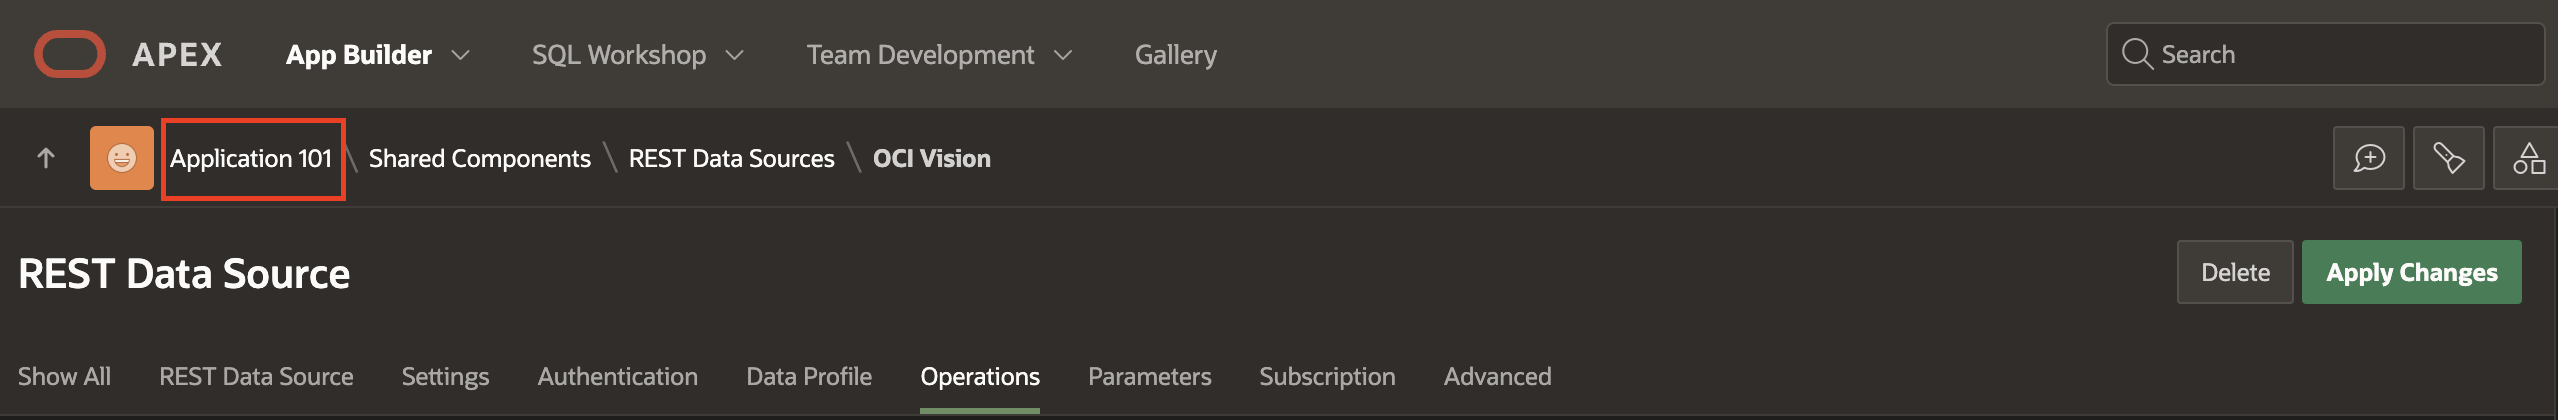 APEX App Builder SQL Workshop Team Development Gallery Search
Application 101 \ Shared Components \ REST Data Sources \ OCI Vision
REST Data Source Delete Apply Changes
Show All REST Data Source Settings Authentication Data Profile Operations Parameters Subscription Advanced